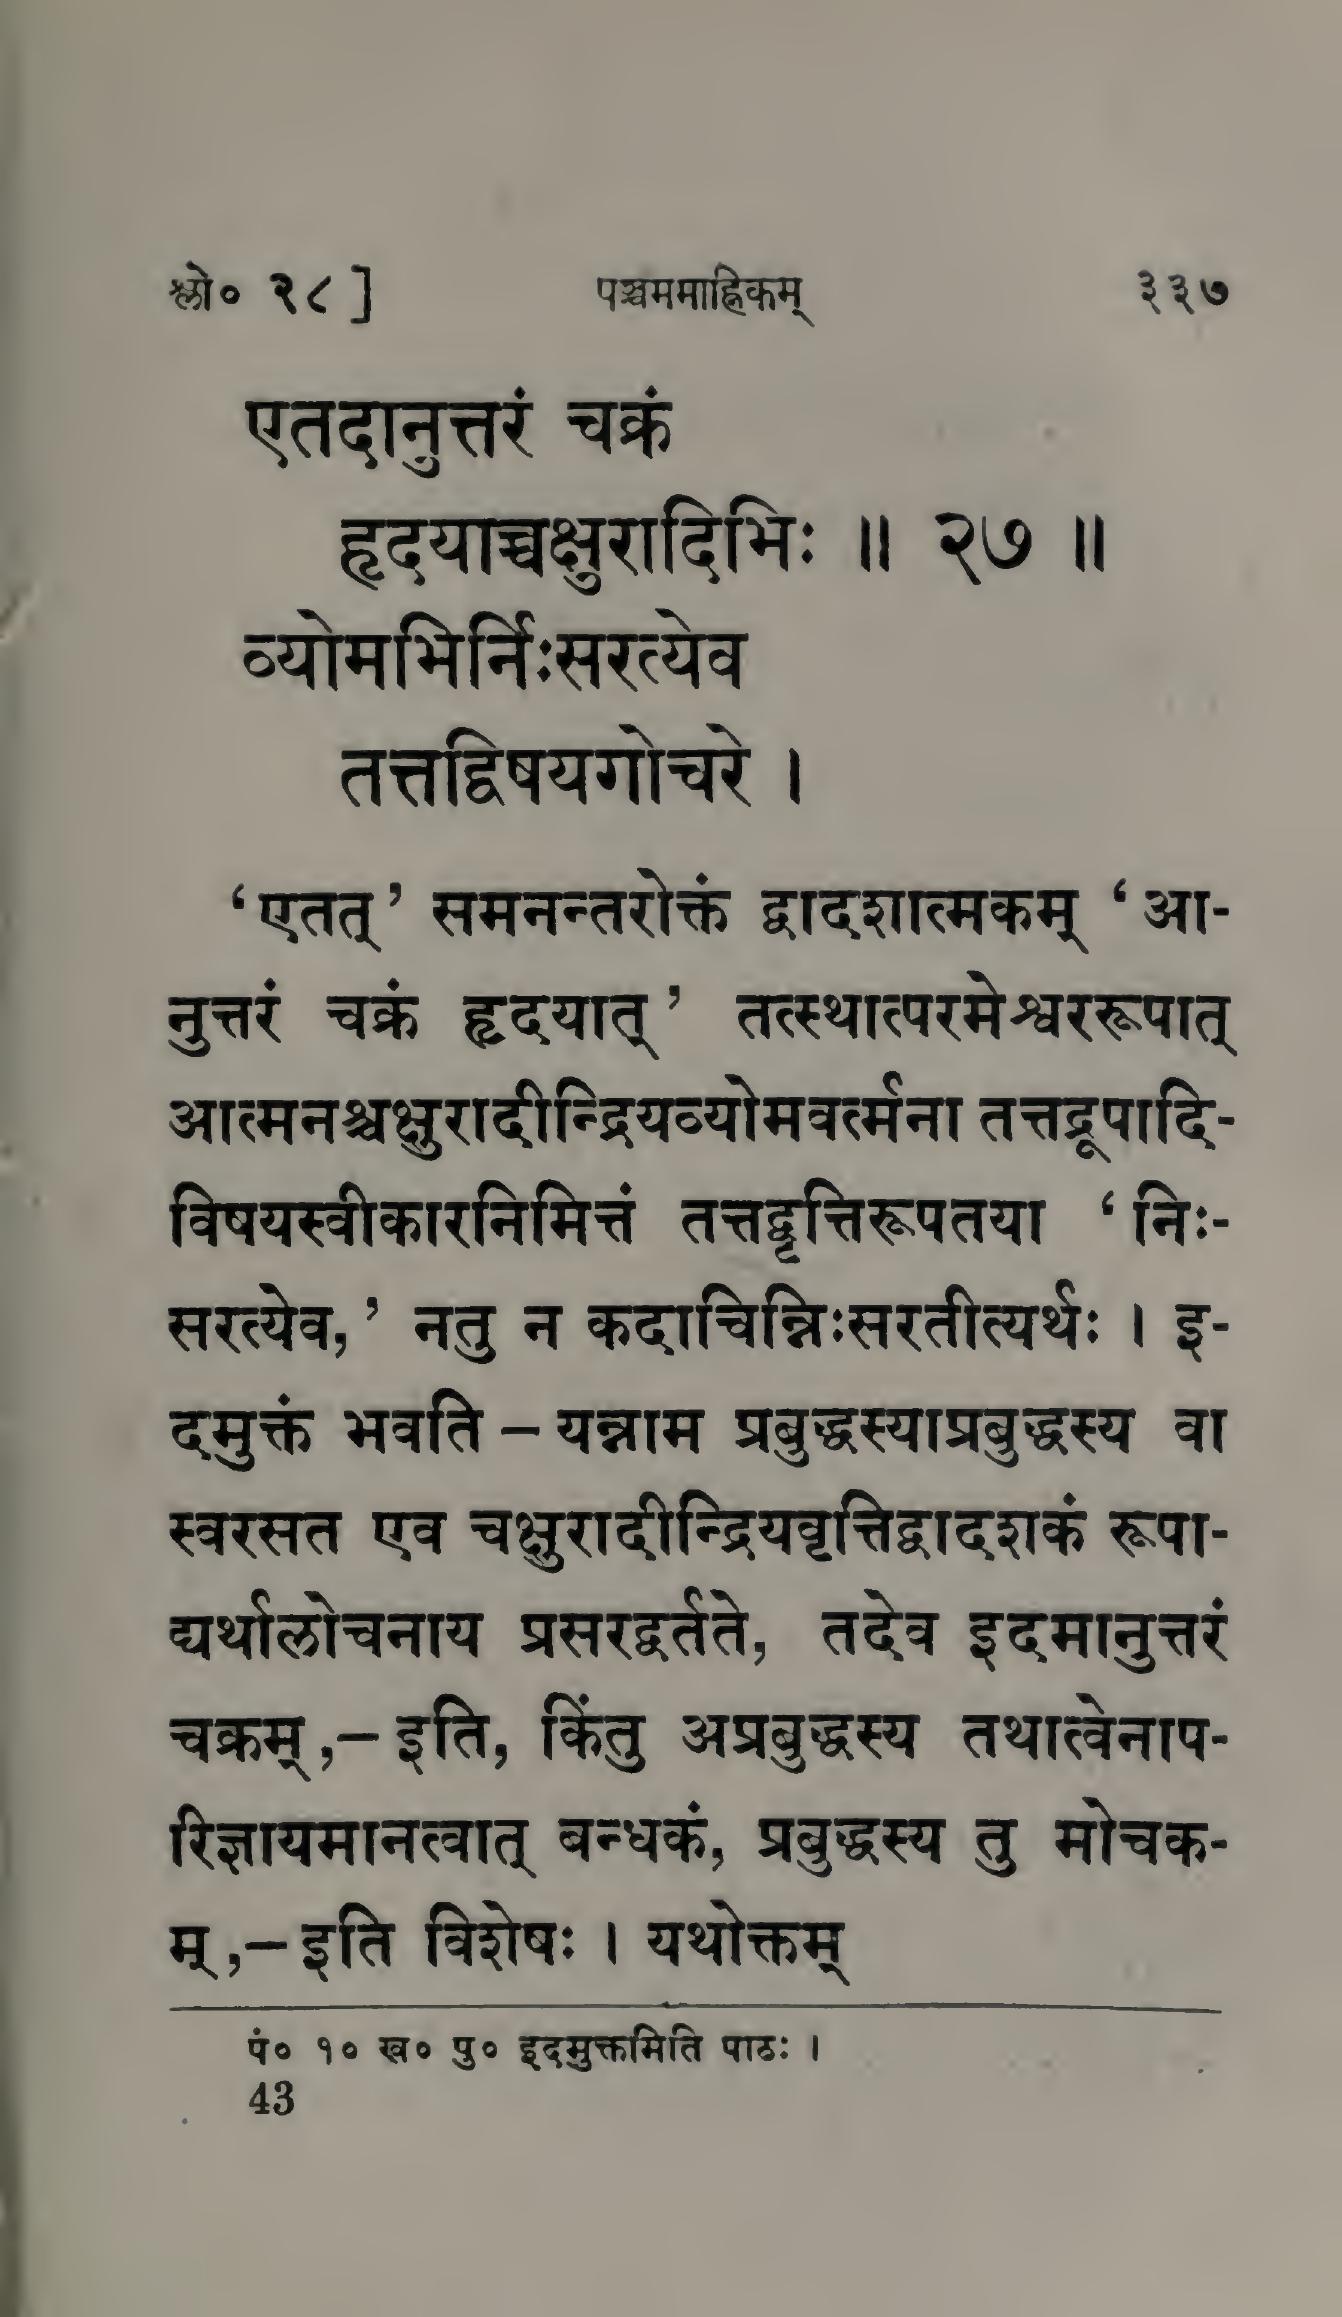 श्लो० २८ ] पञ्चममाह्निकम् ३३७
एतदानुत्तरं चक्रं
हृदयाच्चक्षुरादिभिः ॥ २७ ॥
व्योमभिर्निःसरत्येव
तत्तद्विषयगोचरे ।
‘एतत्’ समनन्तरोक्तं द्वादशात्मकम् ‘आ-
नुत्तरं चक्रं हृदयात्’ तत्स्थात्परमेश्वररूपात्
आत्मनश्चक्षुरादीन्द्रियव्योमवर्त्मना तत्तद्रूपादि-
विषयस्वीकारनिमित्तं तत्तद्वृत्तिरूपतया ‘निः-
सरत्येव,’ नतु न कदाचिन्निःसरतीत्यर्थः । इ-
दमुक्तं भवति – यन्नाम प्रबुद्धस्याप्रबुद्धस्य वा
स्वरसत एव चक्षुरादीन्द्रियवृत्तिद्वादशकं रूपा-
द्यर्थालोचनाय प्रसरद्वर्तते, तदेव इदमानुत्तरं
चक्रम्,– इति, किंतु अप्रबुद्धस्य तथात्वेनाप-
रिज्ञायमानत्वात् बन्धकं, प्रबुद्धस्य तु मोचक-
म्,– इति विशेषः । यथोक्तम्
पं० १० ख० पु० इदमुक्तमिति पाठः ।
43